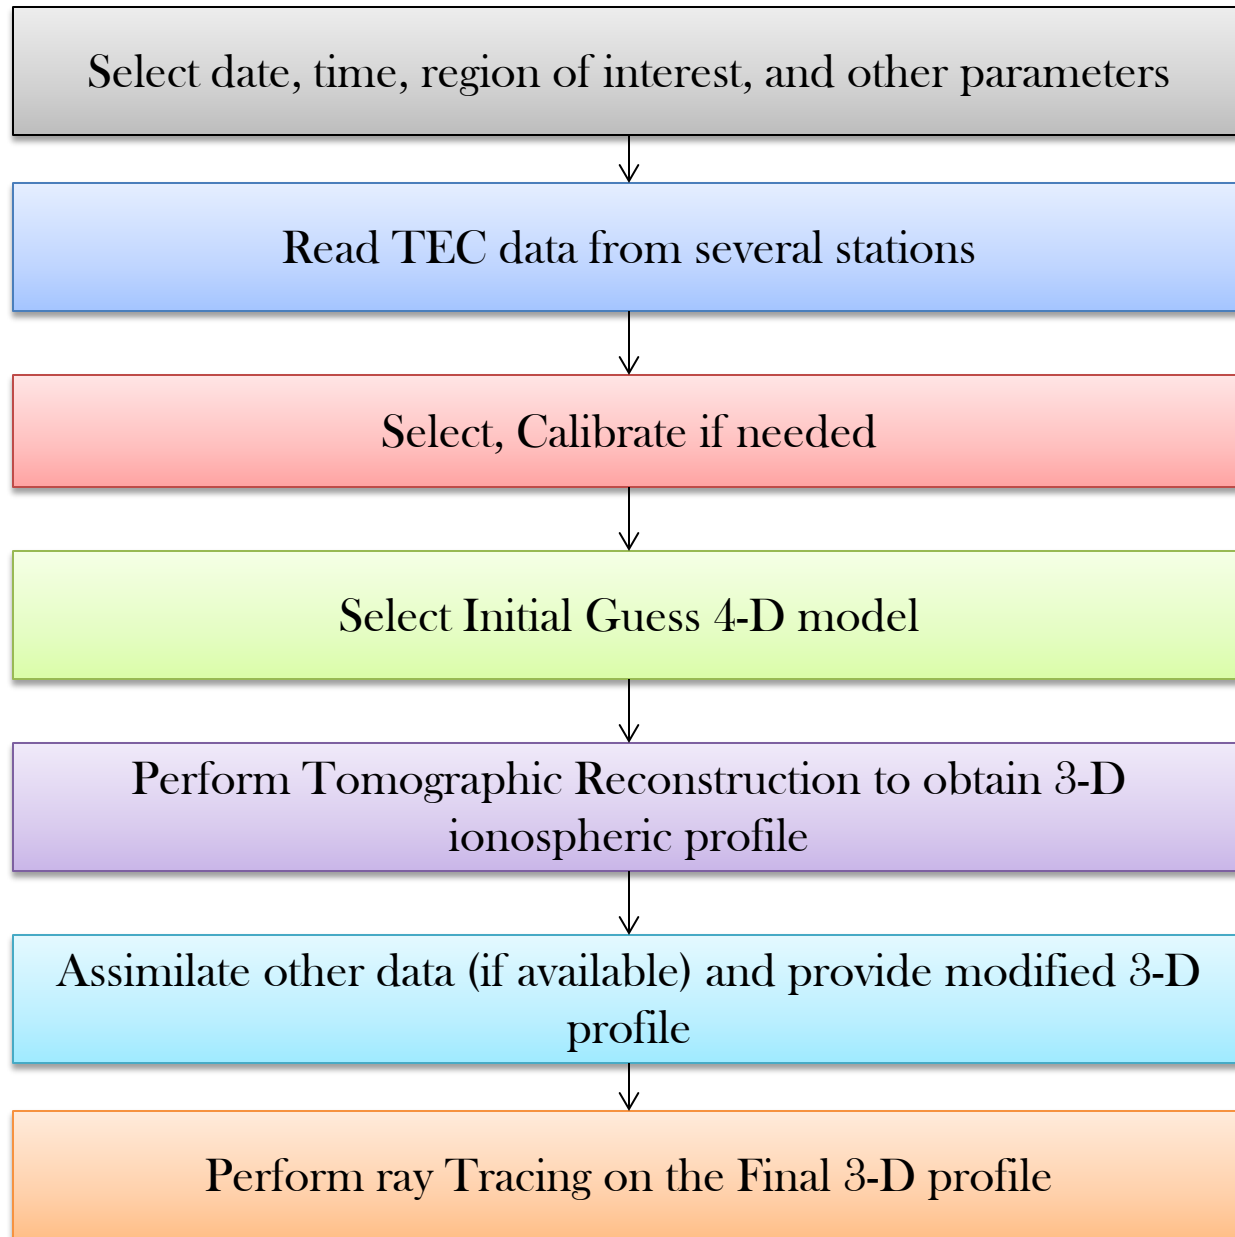 Select date, time, region of interest, and other parameters
Read TEC data from several stations
Select, Calibrate if needed
Select Initial Guess 4-D model
Perform Tomographic Reconstruction to obtain 3-D
ionospheric profile
Assimilate other data (if available) and provide modified 3-D
profile
Perform ray Tracing on the Final 3-D profile